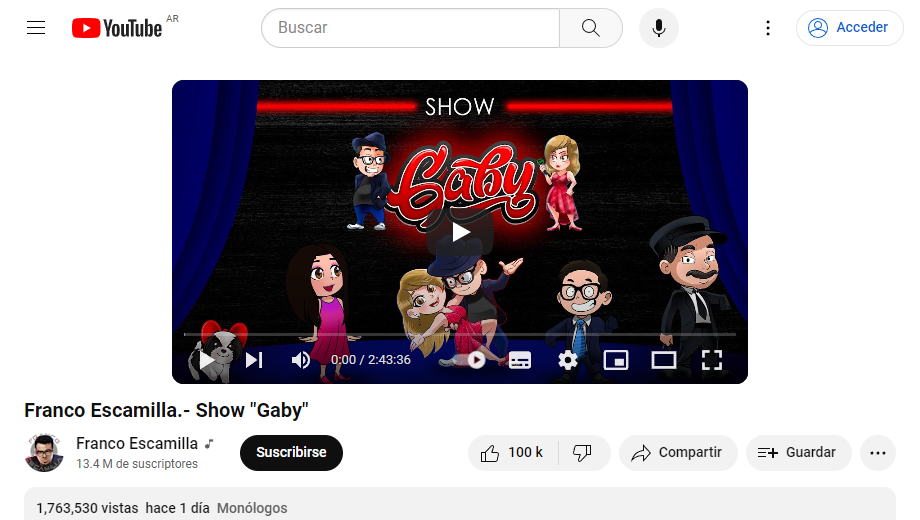 YouTube AR
Buscar
Acceder
SHOW
Gaby
0:00 / 2:43:36
Franco Escamilla.- Show "Gaby"
Franco Escamilla
13.4 M de suscriptores
Suscribirse
100 k
Compartir
Guardar
1,763,530 vistas hace 1 día Monólogos